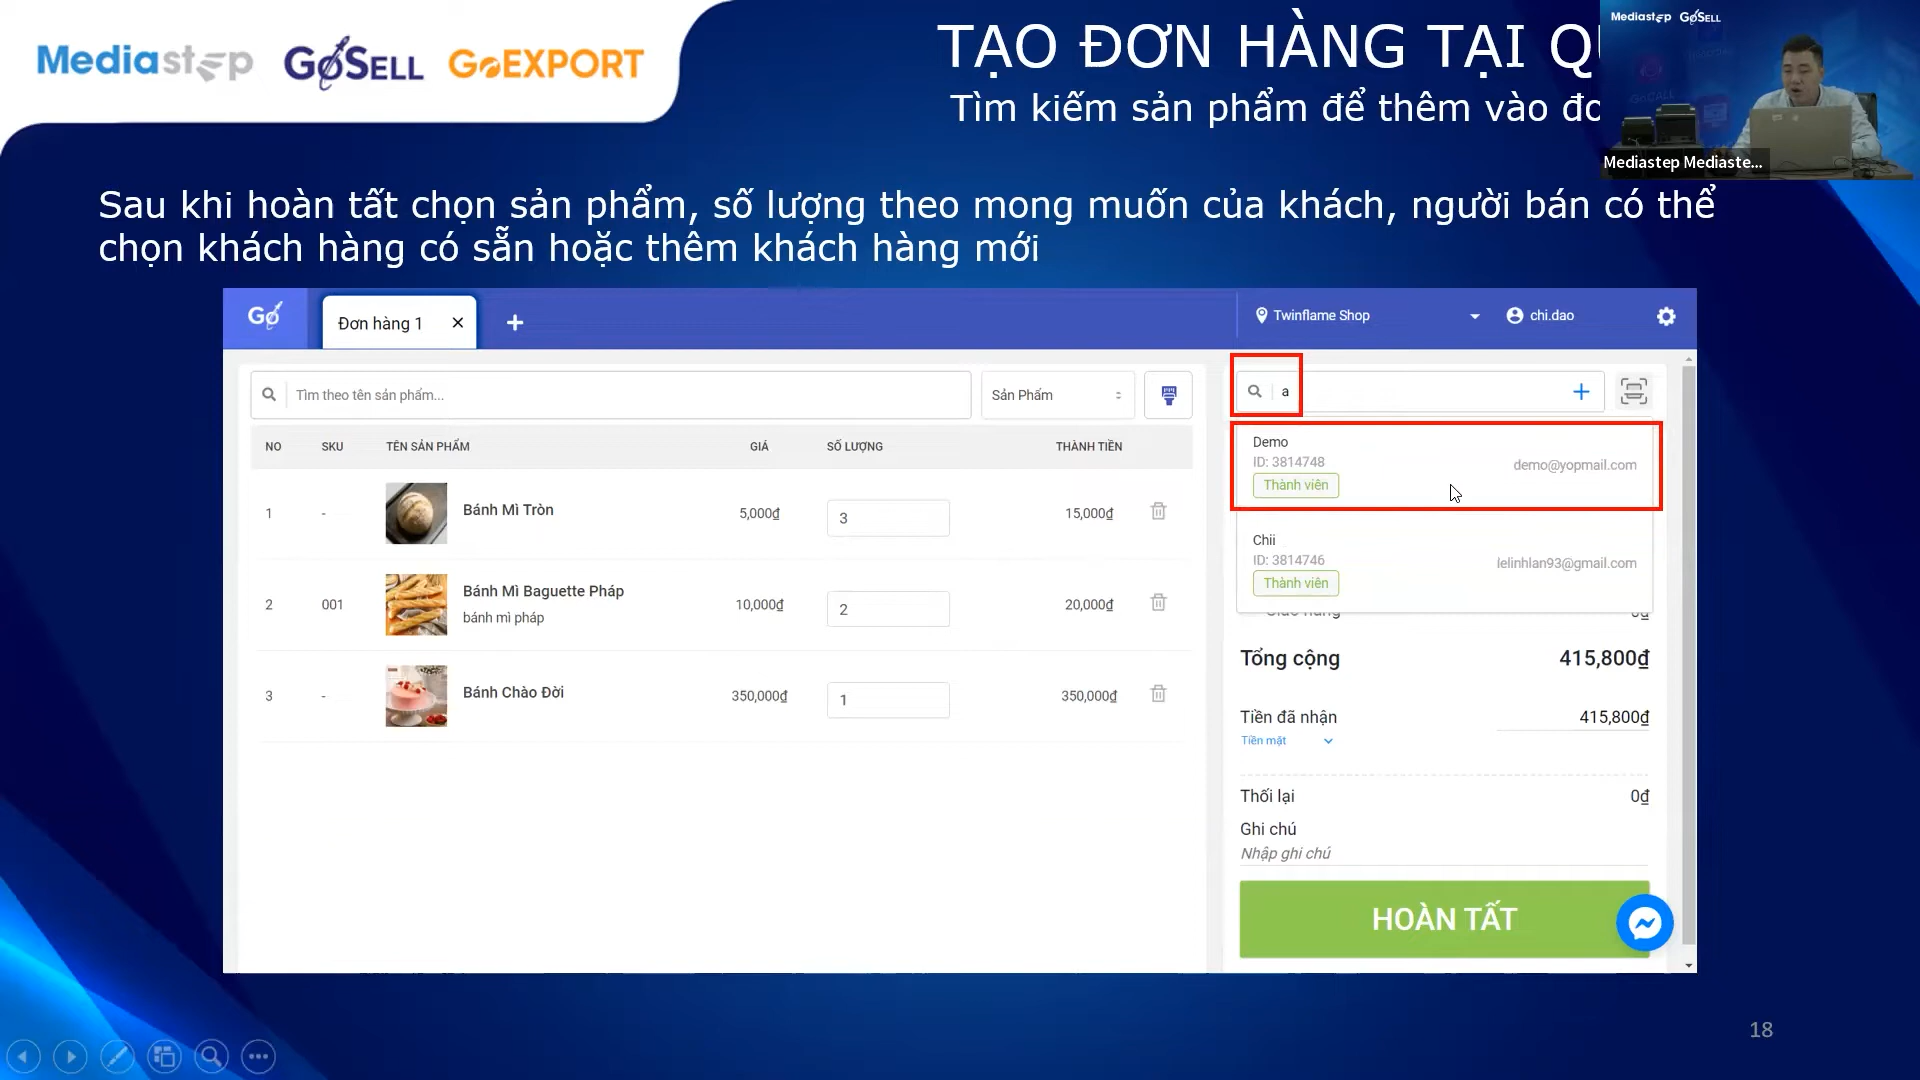 Mediastep GoSELL GoEXPORT
TẠO ĐƠN HÀNG TẠI
Tìm kiếm sản phẩm để thêm vào
Mediastep GoSELL
GoCALL
Mediastep Mediaste...
Sau khi hoàn tất chọn sản phẩm, số lượng theo mong muốn của khách, người bán có thể
chọn khách hàng có sẵn hoặc thêm khách hàng mới
Go Đơn hàng 1 × + Twinflame Shop chi.dao
Tìm theo tên sản phẩm... Sản Phẩm a +
NO SKU TÊN SẢN PHẨM GIÁ SỐ LƯỢNG THÀNH TIỀN
1 - Bánh Mì Tròn 5,000₫ 3 15,000₫
2 001 Bánh Mì Baguette Pháp 10,000₫ 2 20,000₫
bánh mì pháp
3 - Bánh Chào Đời 350,000₫ 1 350,000₫
Demo
ID: 3814748 demo@yopmail.com
Thành viên
Chii
ID: 3814746 lelinhlan93@gmail.com
Thành viên
Giao hàng 0₫
Tổng cộng 415,800₫
Tiền đã nhận 415,800₫
Tiền mặt
Thối lại 0₫
Ghi chú
Nhập ghi chú
HOÀN TẤT
18